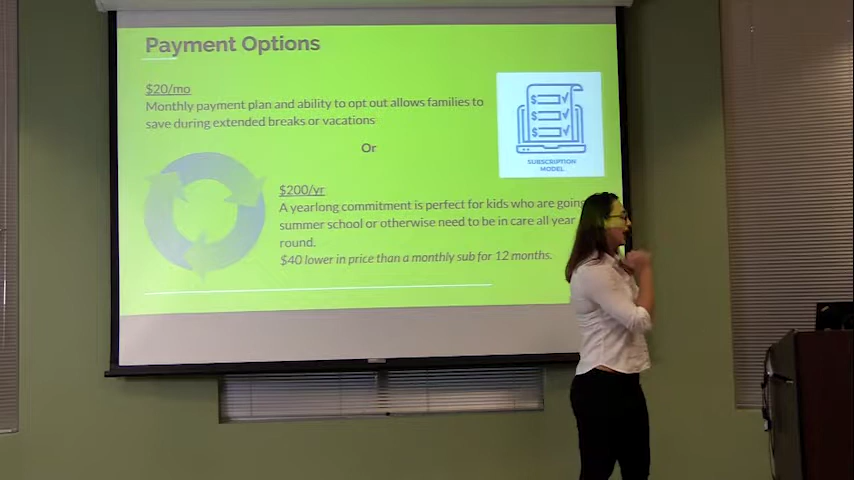 Payment Options
$20/mo
Monthly payment plan and ability to opt out allows families to
save during extended breaks or vacations
Or
SUBSCRIPTION
MODEL
$200/yr
A yearlong commitment is perfect for kids who are going
summer school or otherwise need to be in care all year
round.
$40 lower in price than a monthly sub for 12 months.